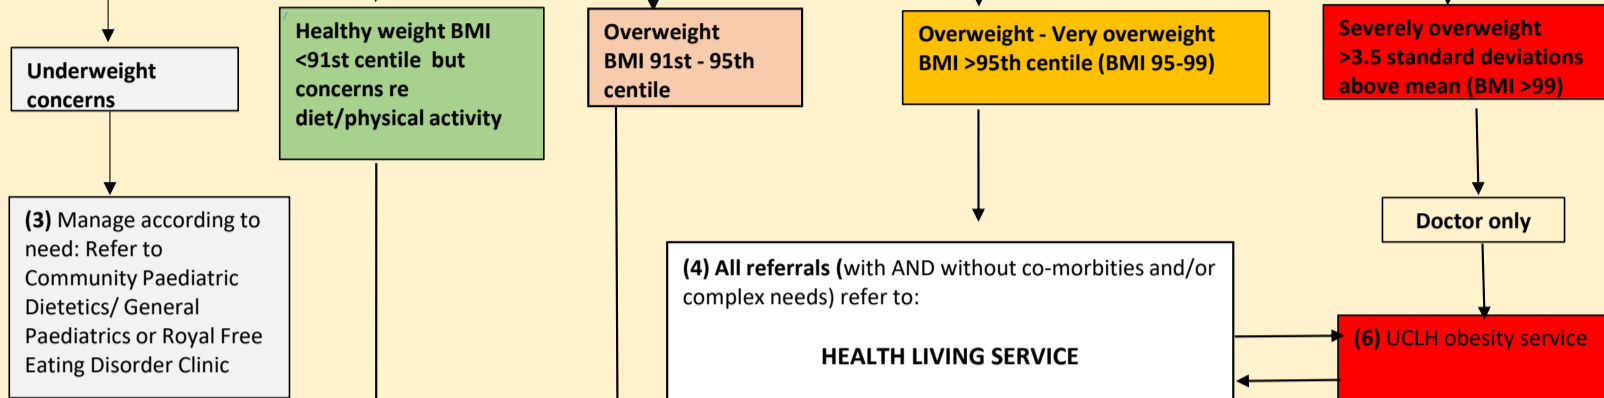 Underweight
concerns
Healthy weight BMI
<91st centile  but
concerns re
diet/physical activity
Overweight
BMI 91st - 95th
centile
Overweight - Very overweight
BMI >95th centile (BMI 95-99)
Severely overweight
>3.5 standard deviations
above mean (BMI >99)
(3) Manage according to
need: Refer to
Community Paediatric
Dietetics/ General
Paediatrics or Royal Free
Eating Disorder Clinic
(4) All referrals (with AND without co-morbities and/or
complex needs) refer to:
HEALTH LIVING SERVICE
Doctor only
(6) UCLH obesity service